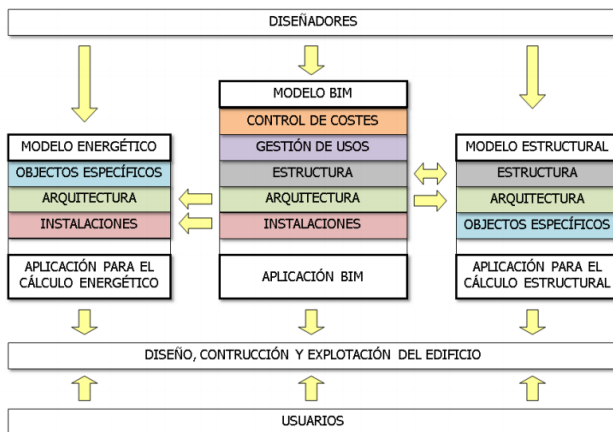 DISEÑADORES
MODELO BIM
CONTROL DE COSTES
MODELO ENERGÉTICO
GESTIÓN DE USOS
MODELO ESTRUCTURAL
OBJECTOS ESPECÍFICOS
ESTRUCTURA
ESTRUCTURA
ARQUITECTURA
ARQUITECTURA
ARQUITECTURA
INSTALACIONES
INSTALACIONES
OBJECTOS ESPECÍFICOS
APLICACIÓN PARA EL
CÁLCULO ENERGÉTICO
APLICACIÓN BIM
APLICACIÓN PARA EL
CÁLCULO ESTRUCTURAL
DISEÑO, CONTRUCCIÓN Y EXPLOTACIÓN DEL EDIFICIO
USUARIOS